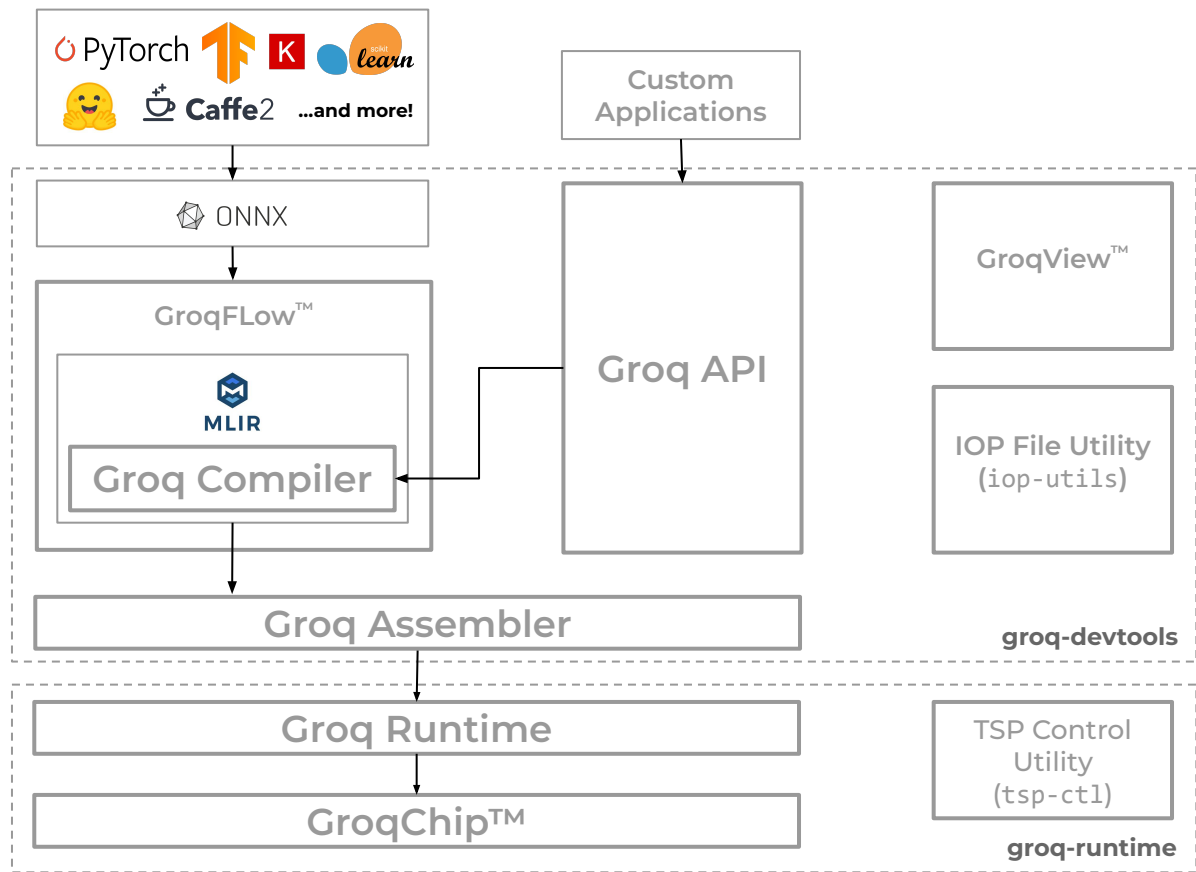 PyTorch
K
scikit
learn
Caffe2
...and more!
Custom
Applications
ONNX
GroqFLow™
MLIR
Groq Compiler
Groq API
GroqView™
IOP File Utility
(iop-utils)
Groq Assembler
groq-devtools
Groq Runtime
GroqChip™
TSP Control
Utility
(tsp-ctl)
groq-runtime